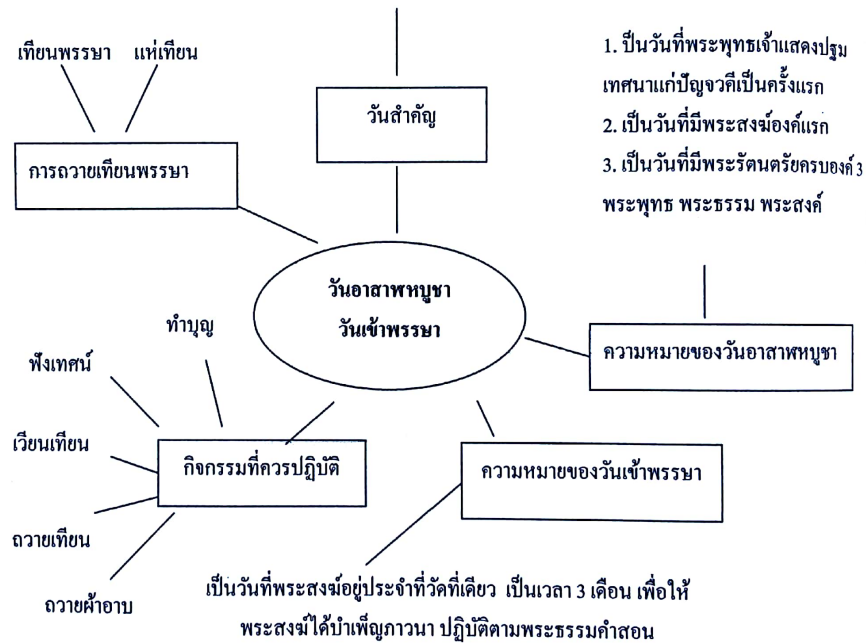 เทียนพรรษา แห่เทียน
การถวายเทียนพรรษา
วันสำคัญ
1. เป็นวันที่พระพุทธเจ้าแสดงปฐม
เทศนาแก่ปัญจวคีเป็นครั้งแรก
2. เป็นวันที่มีพระสงฆ์องค์แรก
3. เป็นวันที่มีพระรัตนตรัยครบองค์ 3
พระพุทธ พระธรรม พระสงค์
วันอาสาฬหบูชา
วันเข้าพรรษา
ความหมายของวันอาสาฬหบูชา
ทำบุญ
ฟังเทศน์
เวียนเทียน
ถวายเทียน
ถวายผ้าอาบ
กิจกรรมที่ควรปฏิบัติ
ความหมายของวันเข้าพรรษา
เป็นวันที่พระสงฆ์อยู่ประจำที่วัดที่เดียว เป็นเวลา 3 เดือน เพื่อให้
พระสงฆ์ได้บำเพ็ญภาวนา ปฏิบัติตามพระธรรมคำสอน